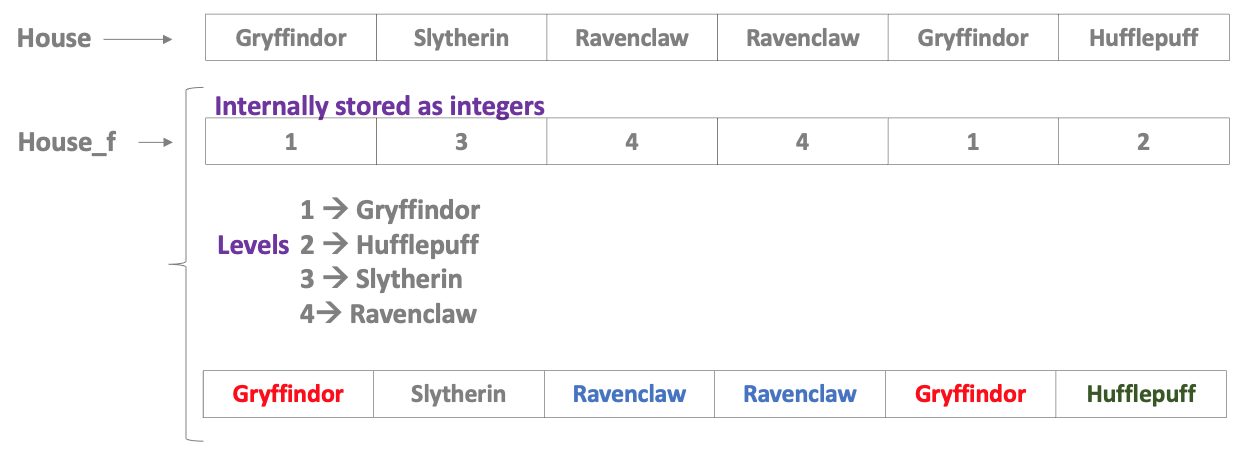 House → Gryffindor Slytherin Ravenclaw Ravenclaw Gryffindor Hufflepuff
Internally stored as integers
House_f → 1 3 4 4 1 2
1 → Gryffindor
Levels 2 → Hufflepuff
3 → Slytherin
4→ Ravenclaw
Gryffindor Slytherin Ravenclaw Ravenclaw Gryffindor Hufflepuff